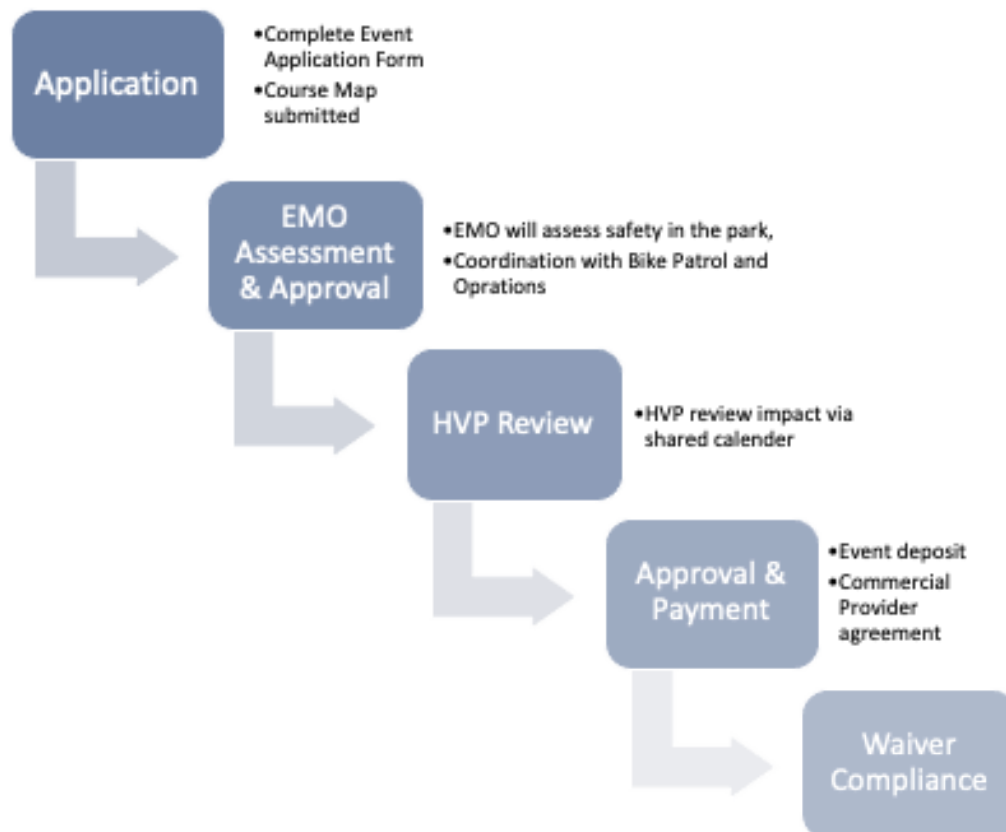 Application
•Complete Event
Application Form
•Course Map
submitted
EMO
Assessment
& Approval
•EMO will assess safety in the park,
•Coordination with Bike Patrol and
Oprations
HVP Review
•HVP review impact via
shared calender
Approval &
Payment
•Event deposit
•Commercial
Provider
agreement
Waiver
Compliance